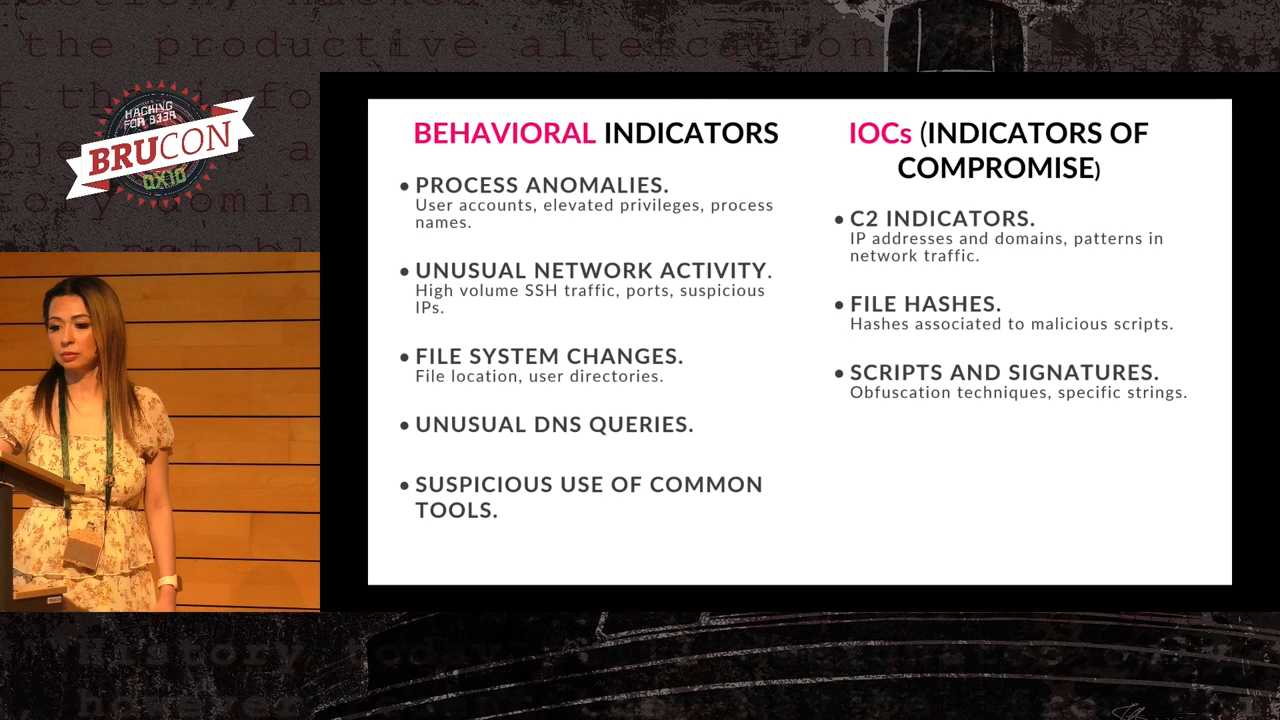 the productive altercation
HACKING
FOR B33R
BRUCON
0X10
BEHAVIORAL INDICATORS
• PROCESS ANOMALIES.
User accounts, elevated privileges, process
names.
• UNUSUAL NETWORK ACTIVITY.
High volume SSH traffic, ports, suspicious
IPs.
• FILE SYSTEM CHANGES.
File location, user directories.
• UNUSUAL DNS QUERIES.
• SUSPICIOUS USE OF COMMON
TOOLS.
IOCs (INDICATORS OF
COMPROMISE)
• C2 INDICATORS.
IP addresses and domains, patterns in
network traffic.
• FILE HASHES.
Hashes associated to malicious scripts.
• SCRIPTS AND SIGNATURES.
Obfuscation techniques, specific strings.
History today
however